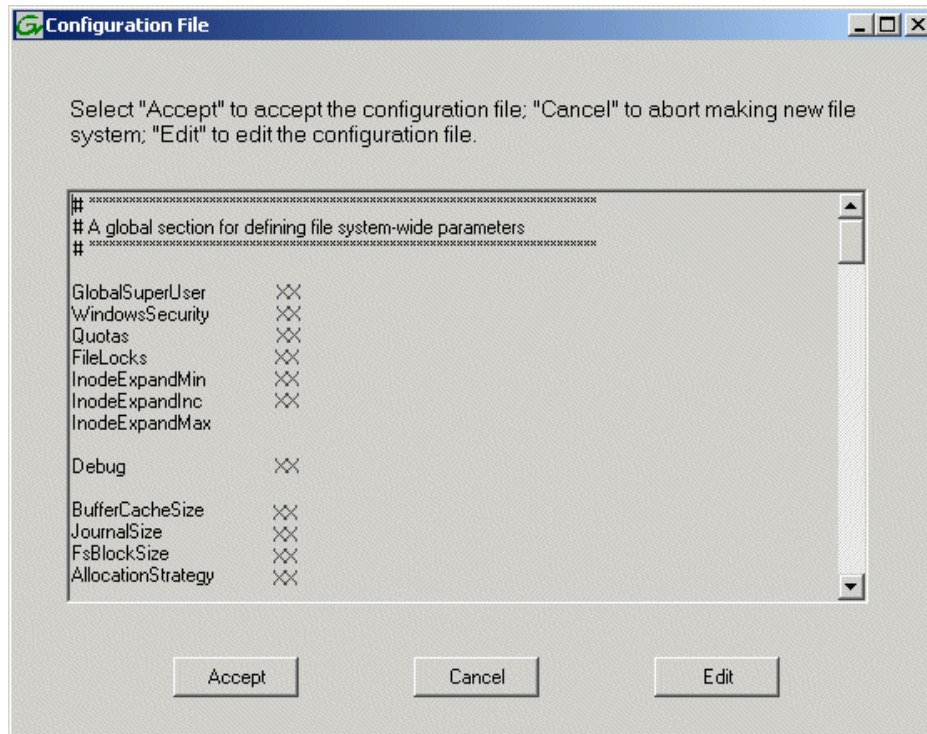 Configuration File
Select "Accept" to accept the configuration file; "Cancel" to abort making new file
system; "Edit" to edit the configuration file.
# ****************************************************************************
# A global section for defining file system-wide parameters
# ****************************************************************************
GlobalSuperUser XX
WindowsSecurity XX
Quotas XX
FileLocks XX
InodeExpandMin XX
InodeExpandInc XX
InodeExpandMax
Debug XX
BufferCacheSize XX
JournalSize XX
FsBlockSize XX
AllocationStrategy XX
Accept Cancel Edit